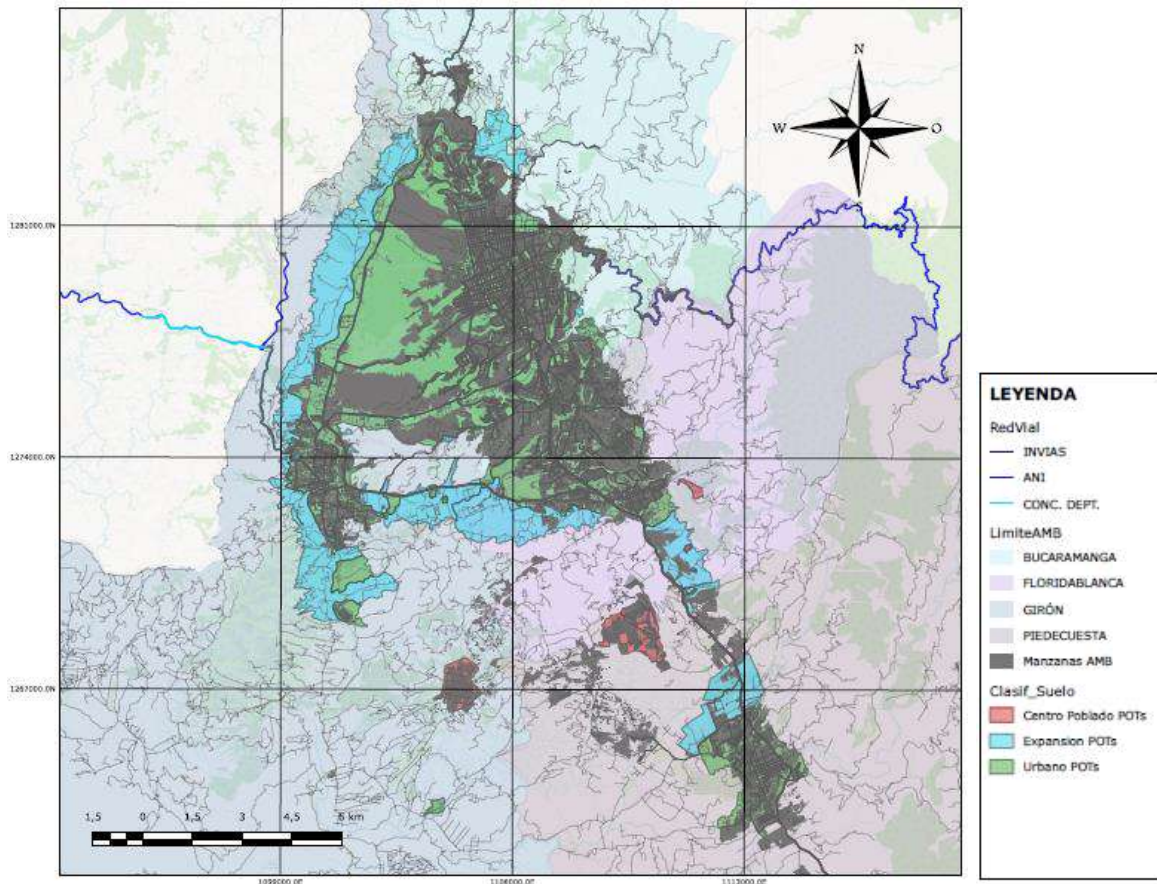 N
W
O
S
1281000.0N
1274000.0N
1267000.0N
1,5 0 1,5 3 4,5 6 km
1099000.0E 1106000.0E 1113000.0E
LEYENDA
RedVial
INVIAS
ANI
CONC. DEPT.
LimiteAMB
BUCARAMANGA
FLORIDABLANCA
GIRÓN
PIEDECUESTA
Manzanas AMB
Clasif_Suelo
Centro Poblado POTs
Expansion POTs
Urbano POTs